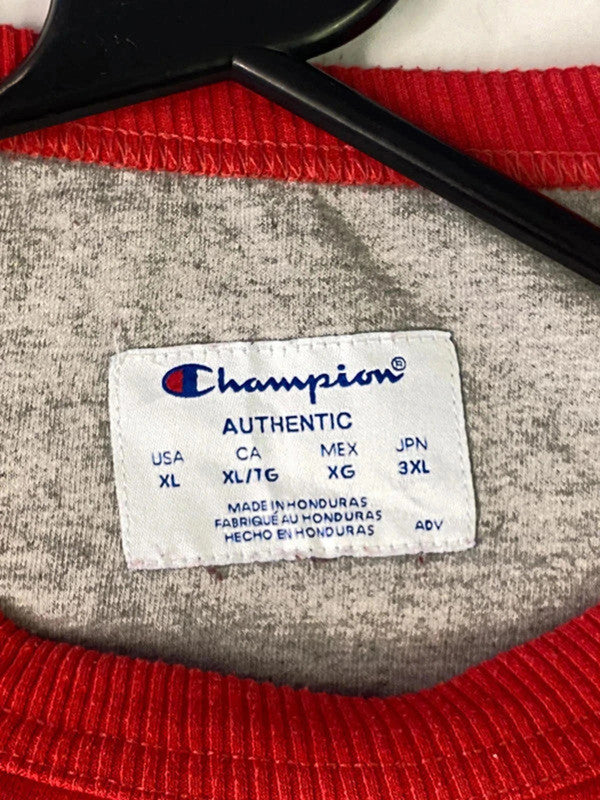 Champion®
AUTHENTIC
USA CA MEX JPN
XL XL/TG XG 3XL
MADE IN HONDURAS
FABRIQUÉ AU HONDURAS
HECHO EN HONDURAS ADV